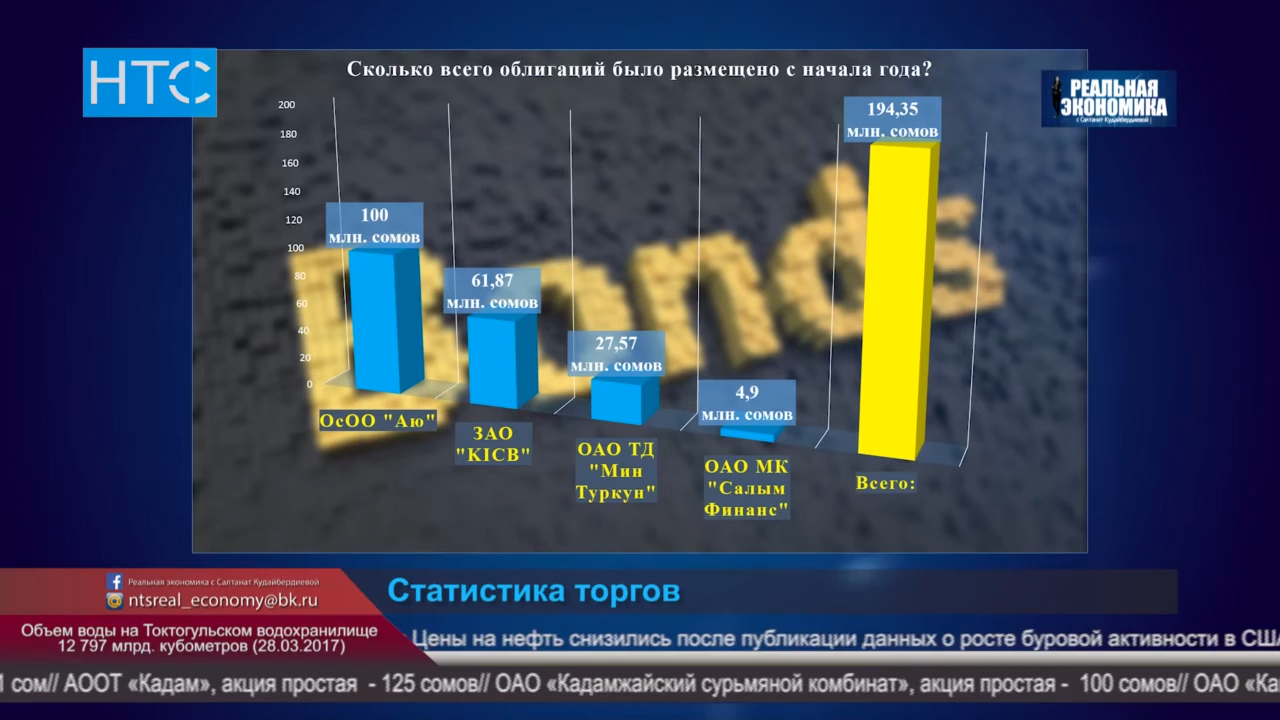 НТС
Сколько всего облигаций было размещено с начала года?
РЕАЛЬНАЯ
ЭКОНОМИКА
с Салтанат Кудайбердиевой
200
180
160
140
120
100
80
60
40
20
0
100
млн. сомов
61,87
млн. сомов
27,57
млн. сомов
4,9
млн. сомов
194,35
млн. сомов
ОсОО "Аю"
ЗАО
"KICB"
ОАО ТД
"Мин
Туркун"
ОАО МК
"Салым
Финанс"
Всего:
Bonds
Реальная экономика с Салтанат Кудайбердиевой
ntsreal_economy@bk.ru
Статистика торгов
Объем воды на Токтогульском водохранилище
12 797 млрд. кубометров (28.03.2017)
Цены на нефть снизились после публикации данных о росте буровой активности в США
1 сом// АООТ «Кадам», акция простая - 125 сомов// ОАО «Кадамжайский сурьмяной комбинат», акция простая - 100 сомов// ОАО «Ка